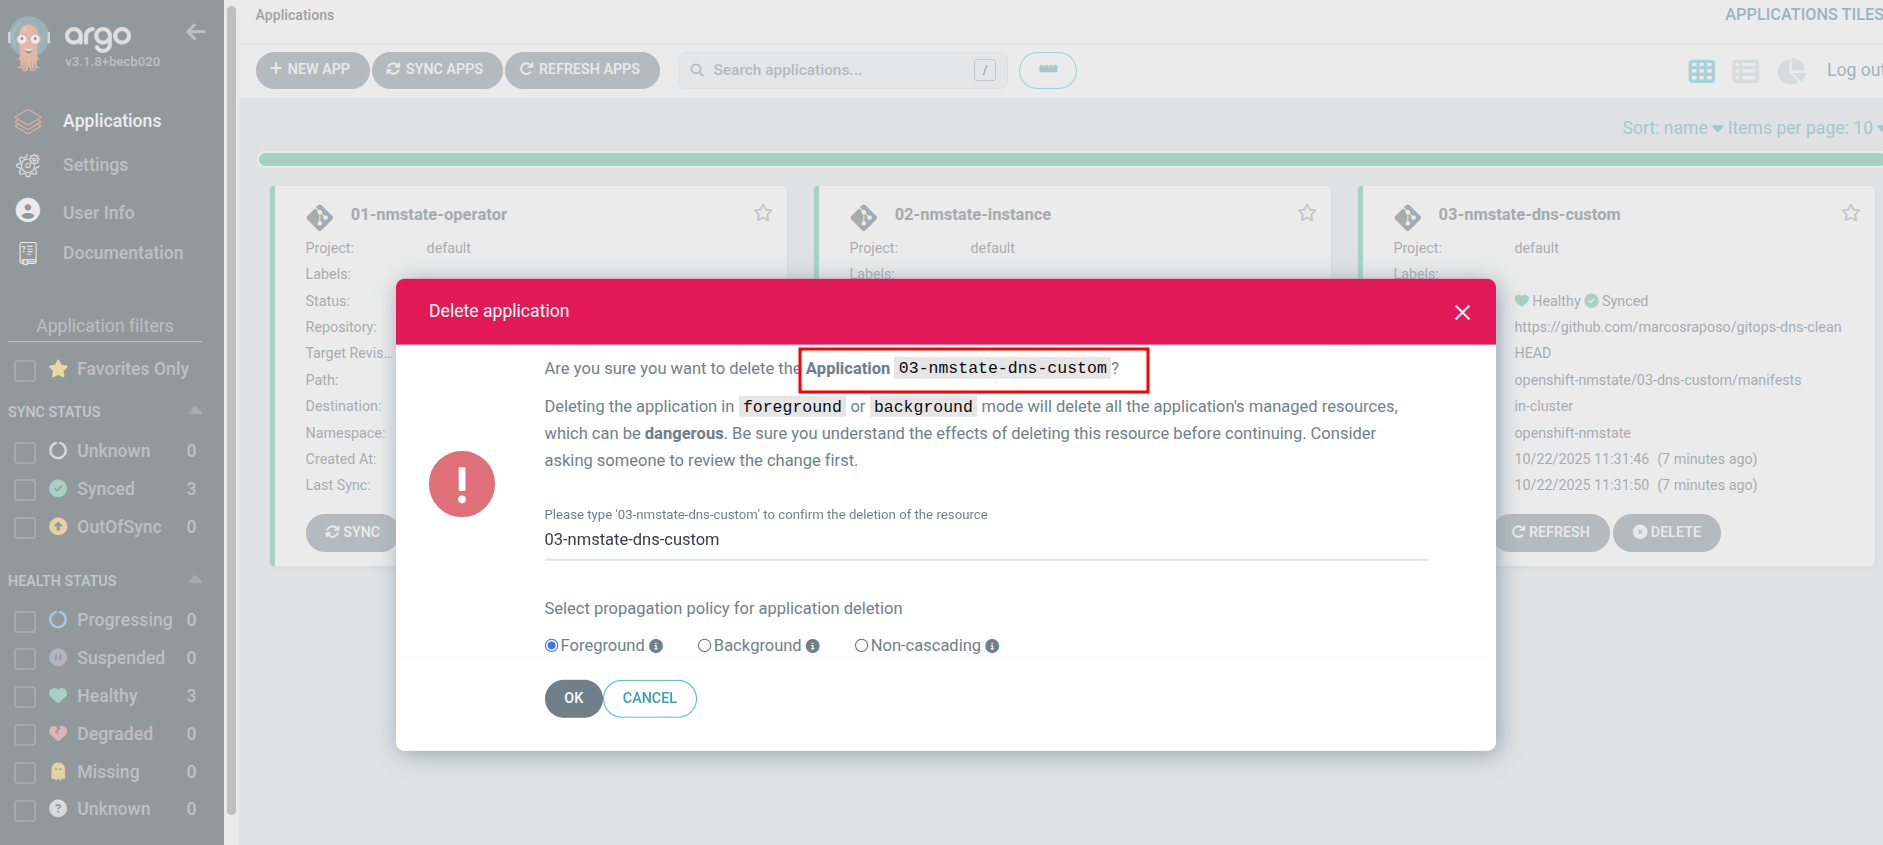 argo
v3.1.8+becb020
Applications
Settings
User Info
Documentation
Application filters
Favorites Only
SYNC STATUS
Unknown 0
Synced 3
OutOfSync 0
HEALTH STATUS
Progressing 0
Suspended 0
Healthy 3
Degraded 0
Missing 0
Unknown 0
Applications
APPLICATIONS TILES
NEW APP SYNC APPS REFRESH APPS Search applications... / Log out
Sort: name Items per page: 10
01-nmstate-operator
Project: default
Labels:
Status:
Repository:
Target Revis...
Path:
Destination:
Namespace:
Created At:
Last Sync:
SYNC
02-nmstate-instance
Project: default
Labels:
03-nmstate-dns-custom
Project: default
Labels:
Healthy Synced
https://github.com/marcosraposo/gitops-dns-clean
HEAD
openshift-nmstate/03-dns-custom/manifests
in-cluster
openshift-nmstate
10/22/2025 11:31:46 (7 minutes ago)
10/22/2025 11:31:50 (7 minutes ago)
REFRESH DELETE
Delete application
Are you sure you want to delete the Application 03-nmstate-dns-custom ?
Deleting the application in foreground or background mode will delete all the application's managed resources,
which can be dangerous. Be sure you understand the effects of deleting this resource before continuing. Consider
asking someone to review the change first.
Please type '03-nmstate-dns-custom' to confirm the deletion of the resource
03-nmstate-dns-custom
Select propagation policy for application deletion
Foreground Background Non-cascading
OK CANCEL